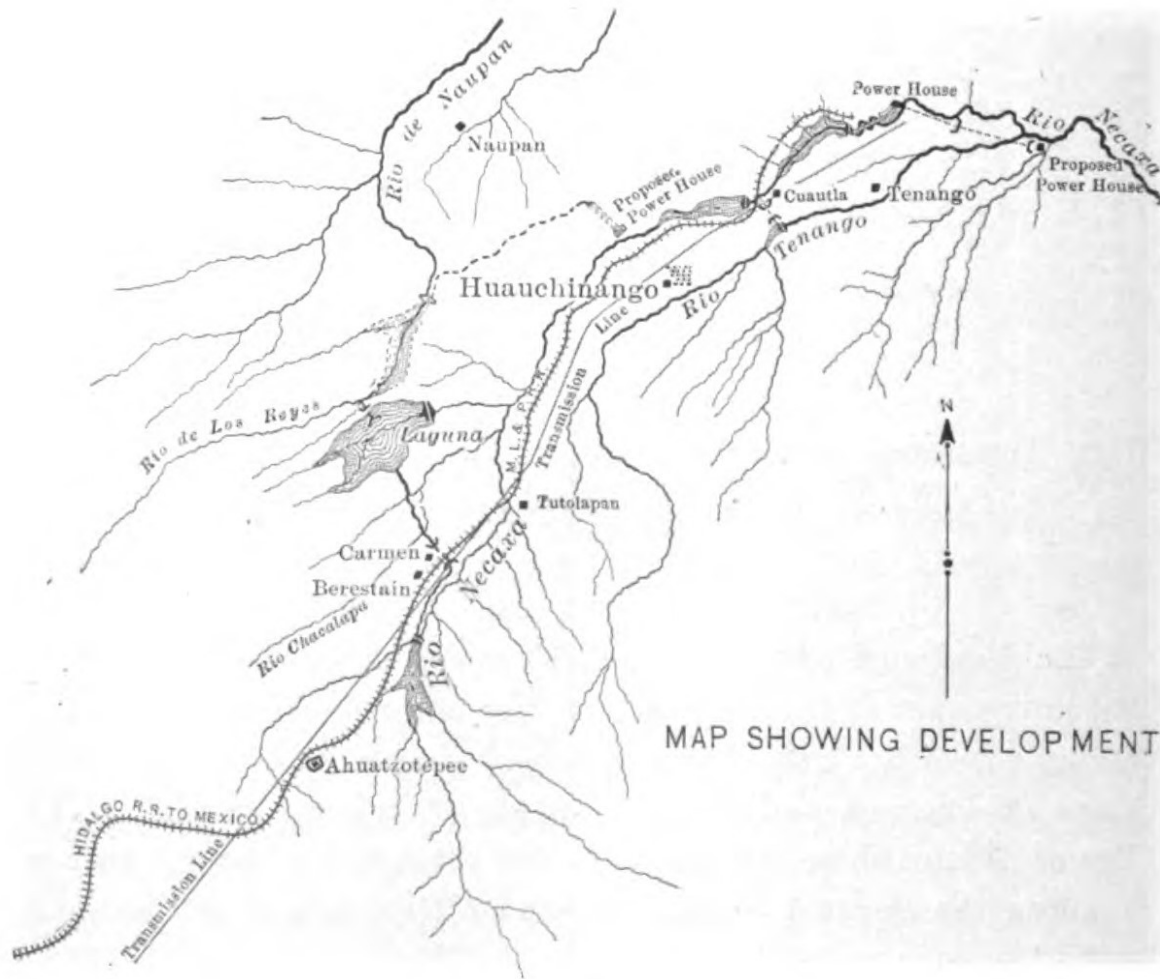 Rio de Naupan
Naupan
Power House
Rio Necaxa
Proposed
Power House
Cuautla
Tenango
Proposed
Power House
Rio Tenango
Huauchinango
Transmission Line
M. L. & P. R. R.
Rio de Los Reyes
Laguna
N
Tutolapan
Carmen
Berestain
Rio Necaxa
Rio Chacalapa
MAP SHOWING DEVELOPMENT
Ahuatzotepec
HIDALGO R.S. TO MEXICO
Transmission Line